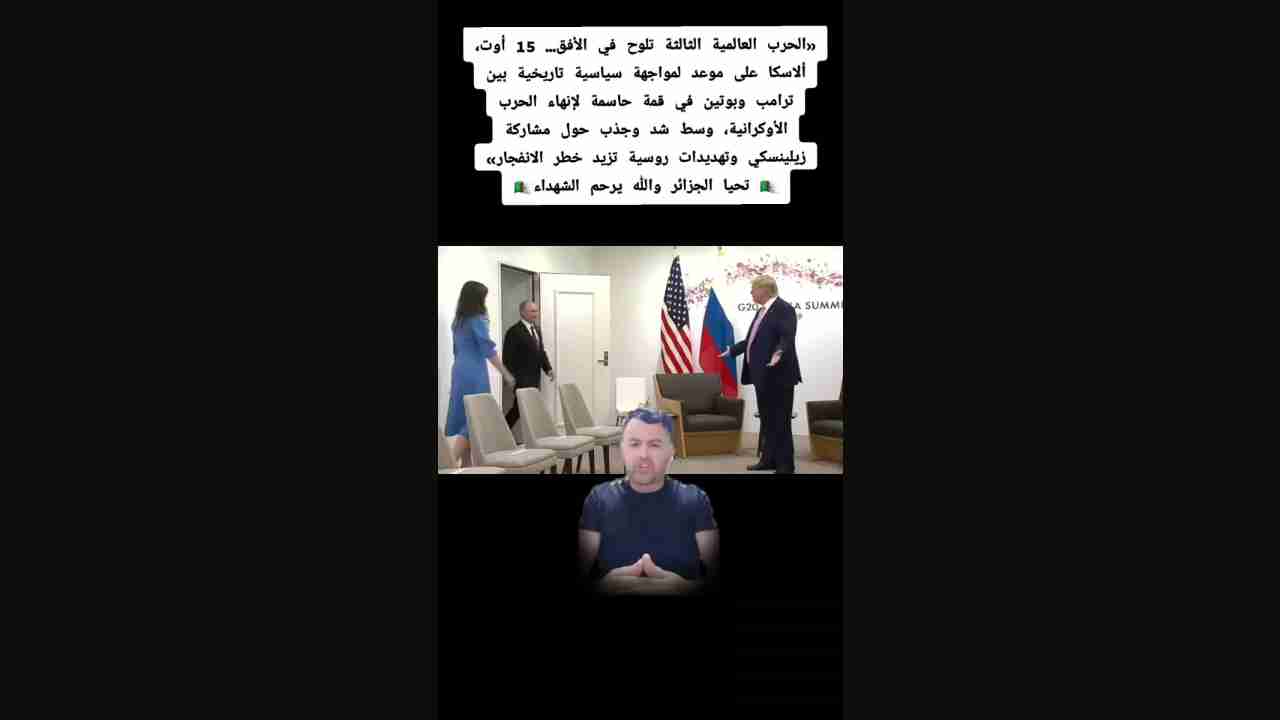 «الحرب العالمية الثالثة تلوح في الأفق... 15 أوت،
ألاسكا على موعد لمواجهة سياسية تاريخية بين
ترامب وبوتين في قمة حاسمة لإنهاء الحرب
الأوكرانية، وسط شد وجذب حول مشاركة
زيلينسكي وتهديدات روسية تزيد خطر الانفجار»
🇩🇿 تحيا الجزائر والله يرحم الشهداء 🇩🇿
G20 SUMMI